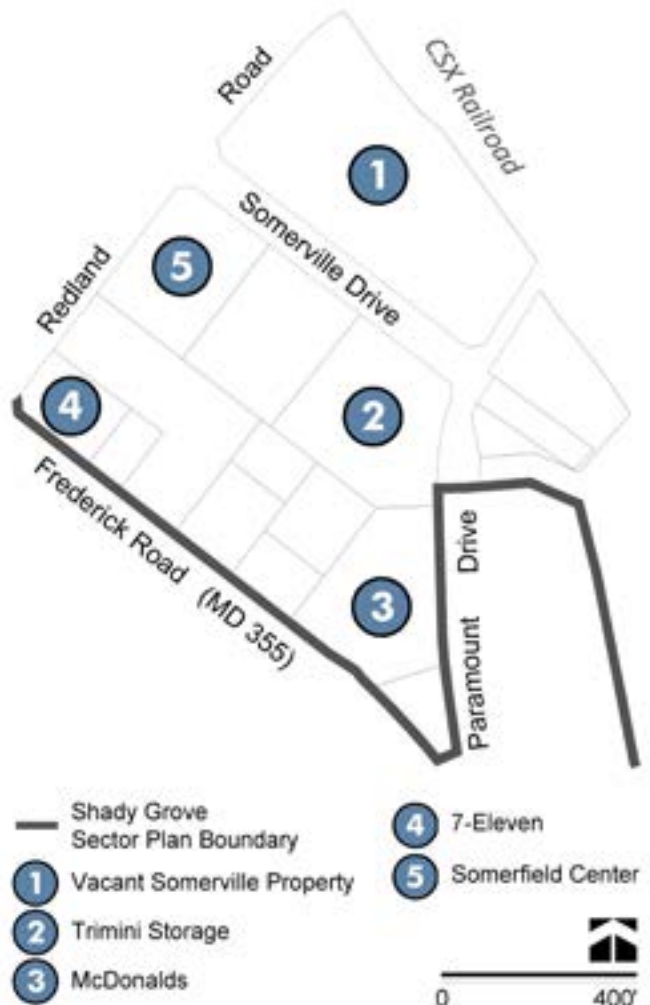 Road
CSX Railroad
1
Somerville Drive
5
Redland
2
4
Frederick Road (MD 355)
Paramount Drive
3
Shady Grove
Sector Plan Boundary
1 Vacant Somerville Property
2 Trimini Storage
3 McDonalds
4 7-Eleven
5 Somerfield Center
0 400'